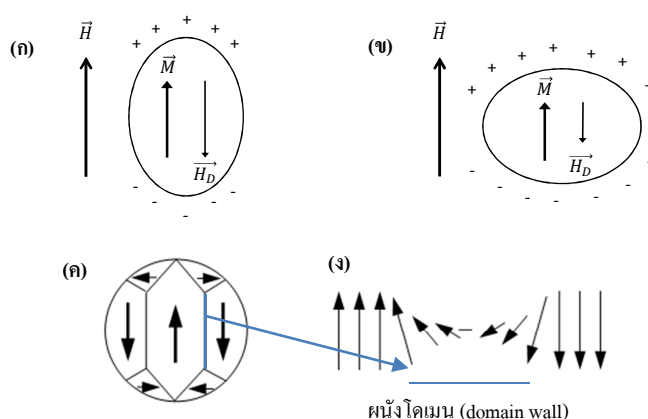 (ก)
H
+ + + + +
M
H_D
- - - - -
(ข)
H
+ + + + + + +
M
H_D
- - - - - - -
(ค)
(ง)
ผนังโดเมน (domain wall)